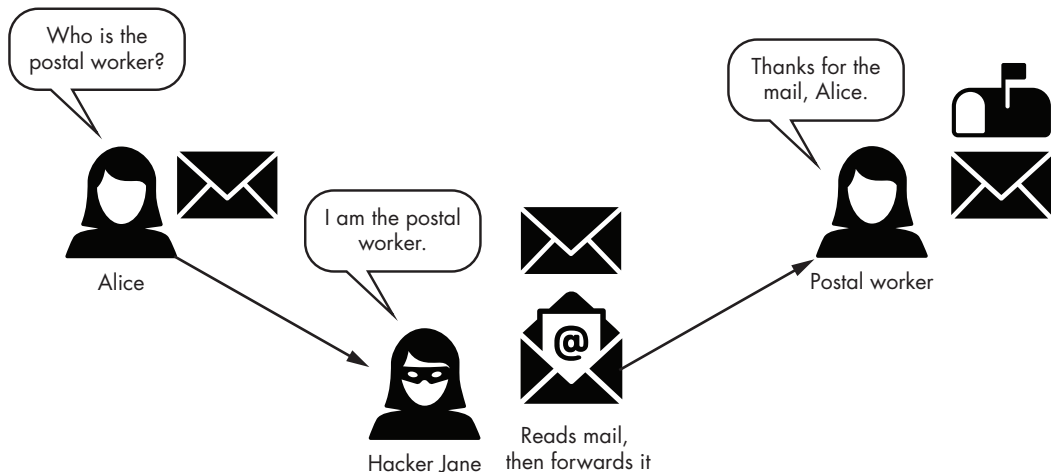 Who is the
postal worker?
Alice
I am the postal
worker.
Hacker Jane
@
Reads mail,
then forwards it
Thanks for the
mail, Alice.
Postal worker